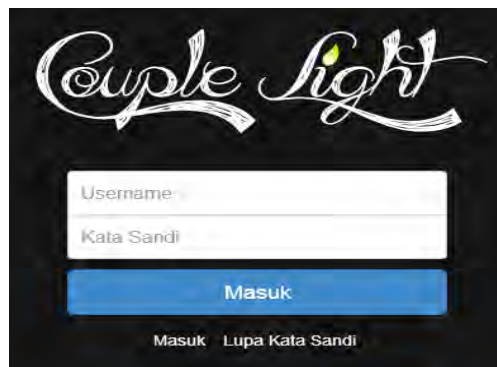 Couple Light
Username
Kata Sandi
Masuk
Masuk Lupa Kata Sandi